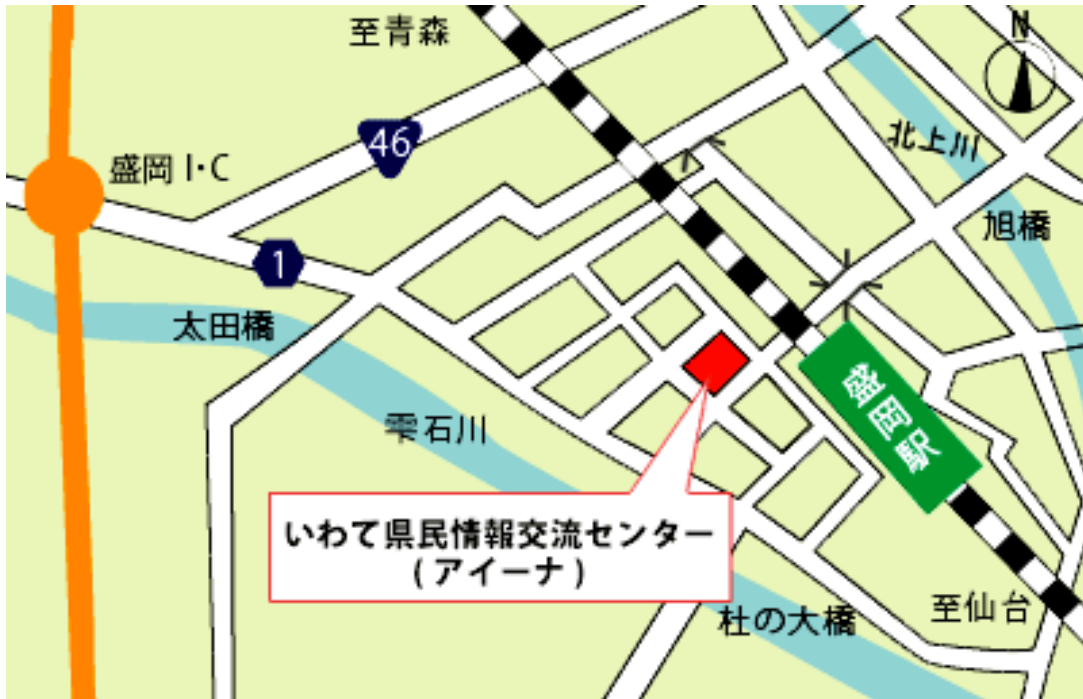 至青森
N
46
盛岡 I・C
北上川
旭橋
1
太田橋
盛岡駅
雫石川
いわて県民情報交流センター
(アイーナ)
至仙台
杜の大橋